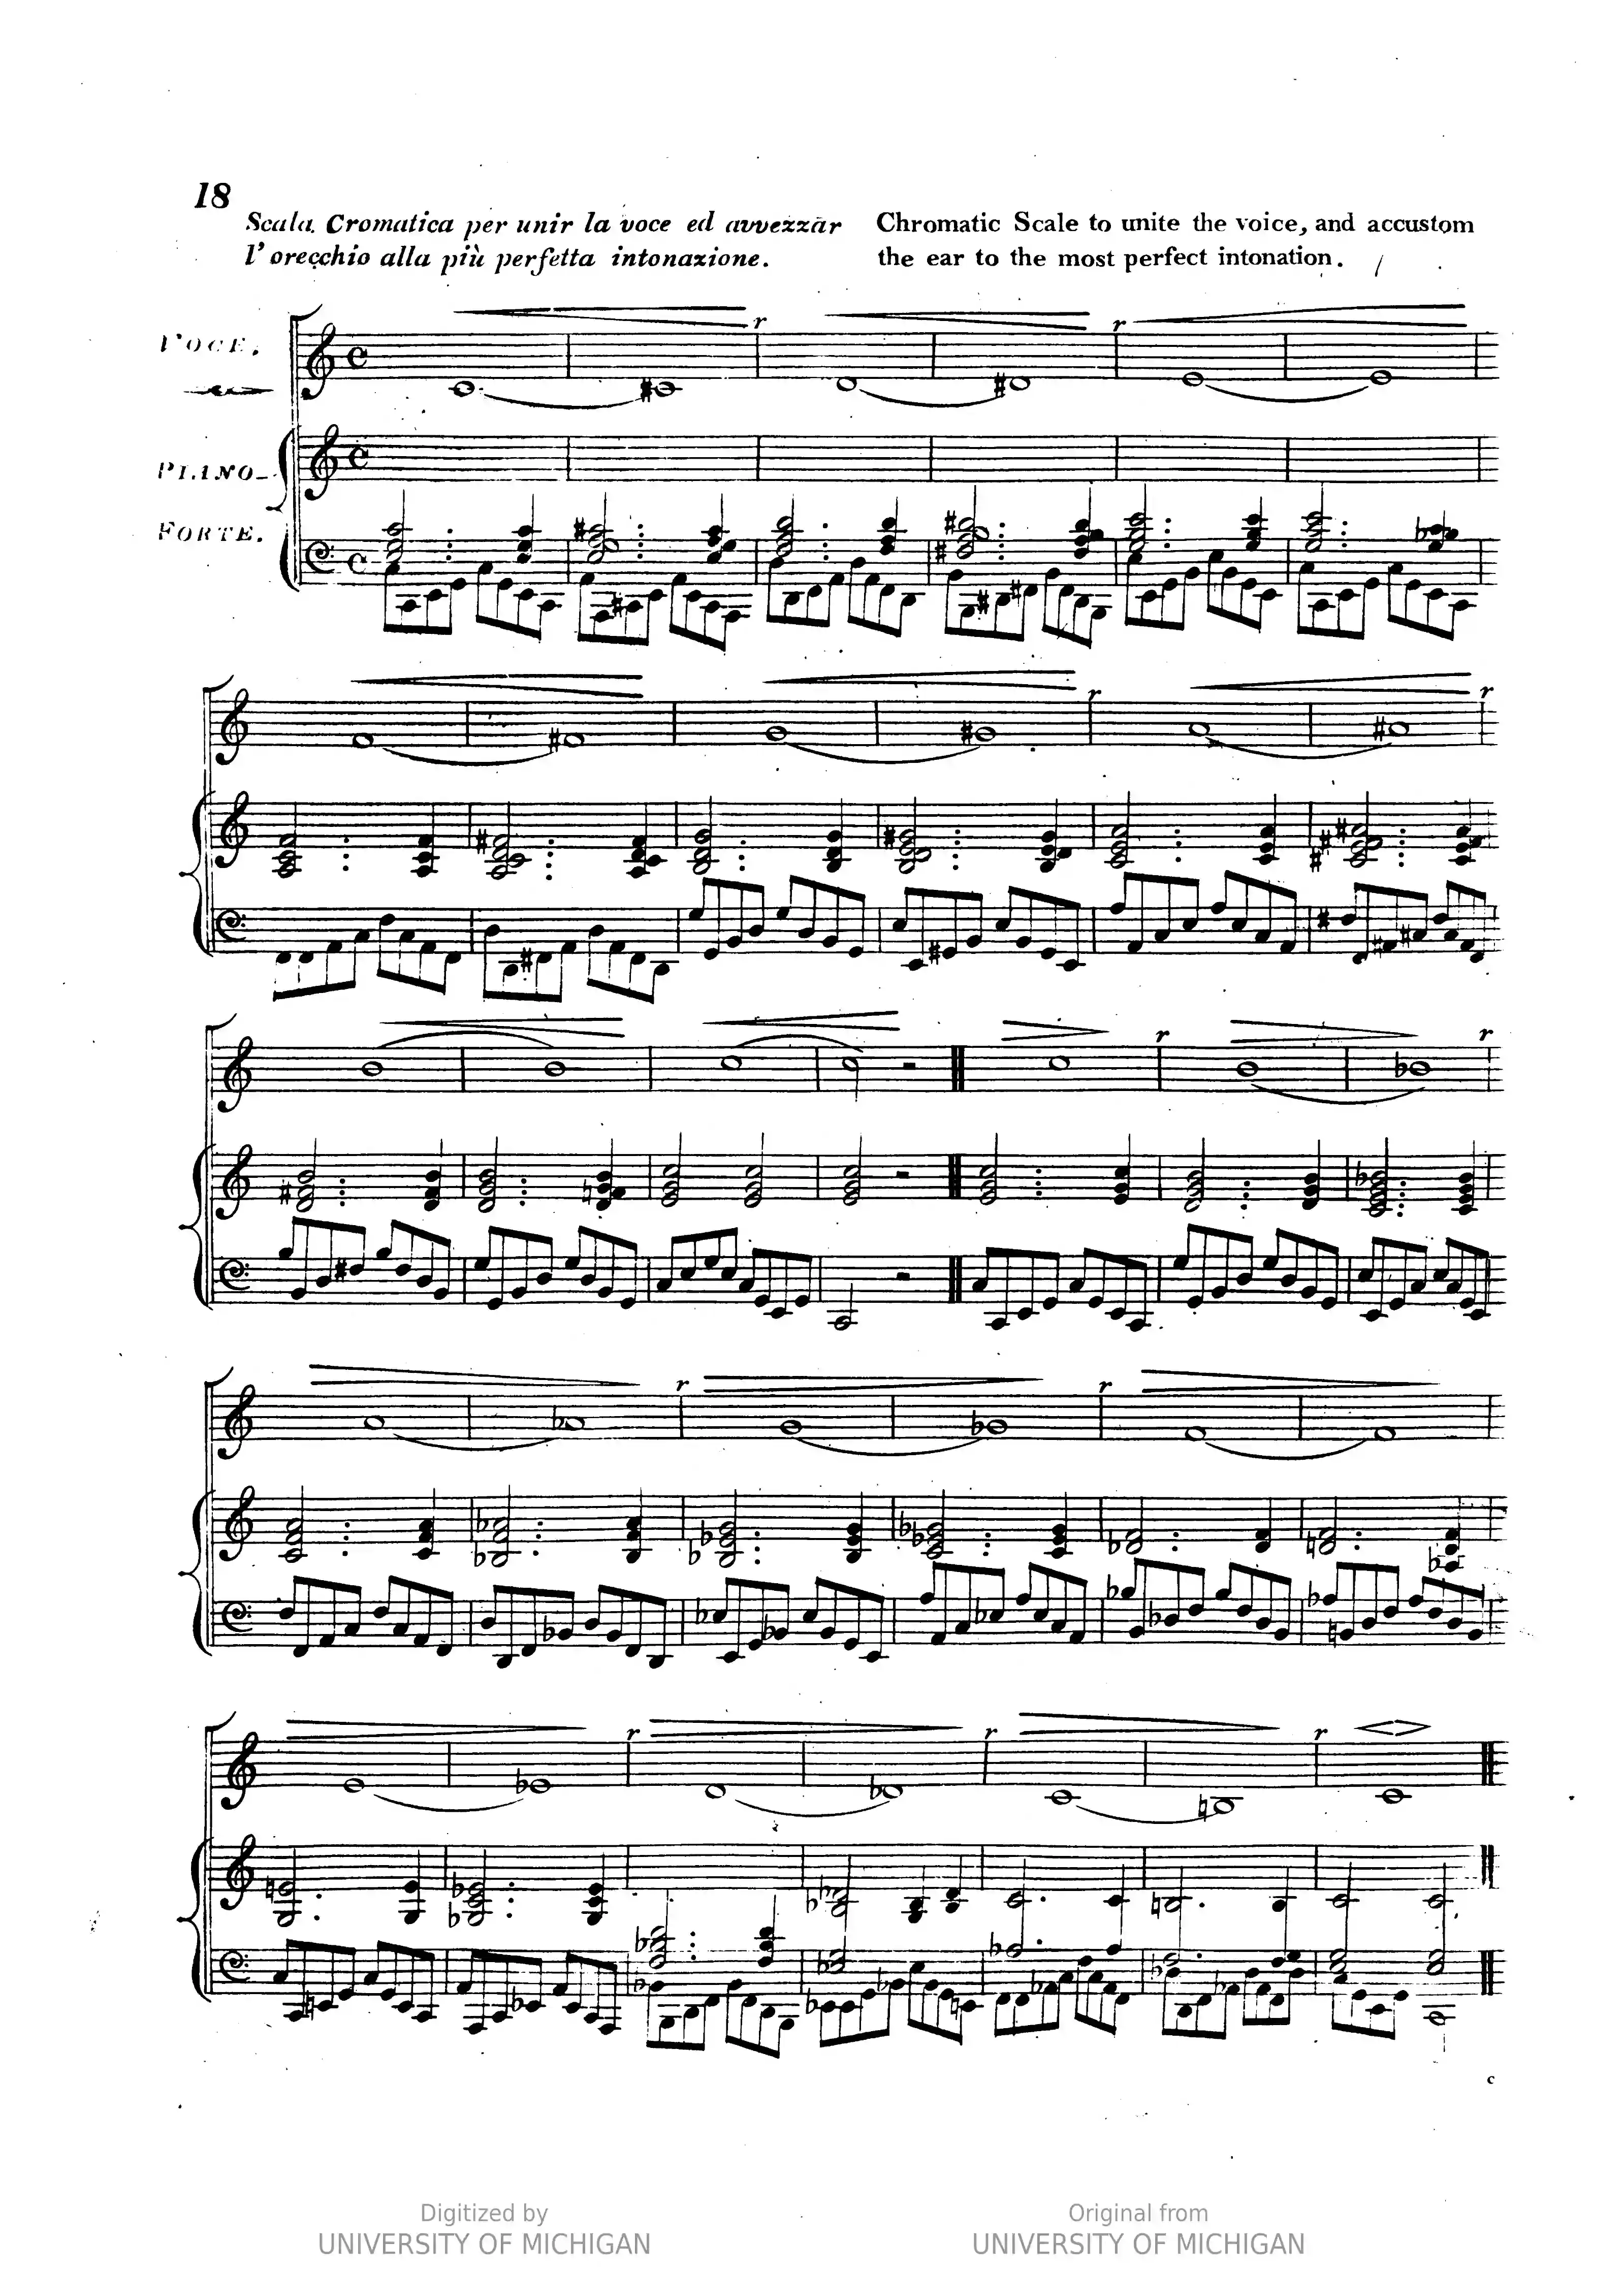 18
Scala Cromatica per unir la voce ed avvezzar
l' orecchio alla più perfetta intonazione.
Chromatic Scale to unite the voice, and accustom
the ear to the most perfect intonation.
VOCE.
r
r
PIANO-
FORTE.
r
r
r
r
r
r
r
r
r
c
Digitized by
UNIVERSITY OF MICHIGAN
Original from
UNIVERSITY OF MICHIGAN